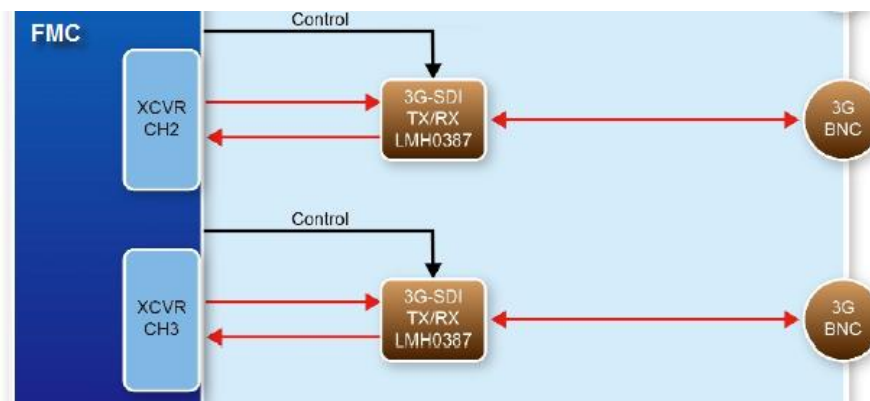 FMC
Control
XCVR
CH2
3G-SDI
TX/RX
LMH0387
3G
BNC
Control
XCVR
CH3
3G-SDI
TX/RX
LMH0387
3G
BNC